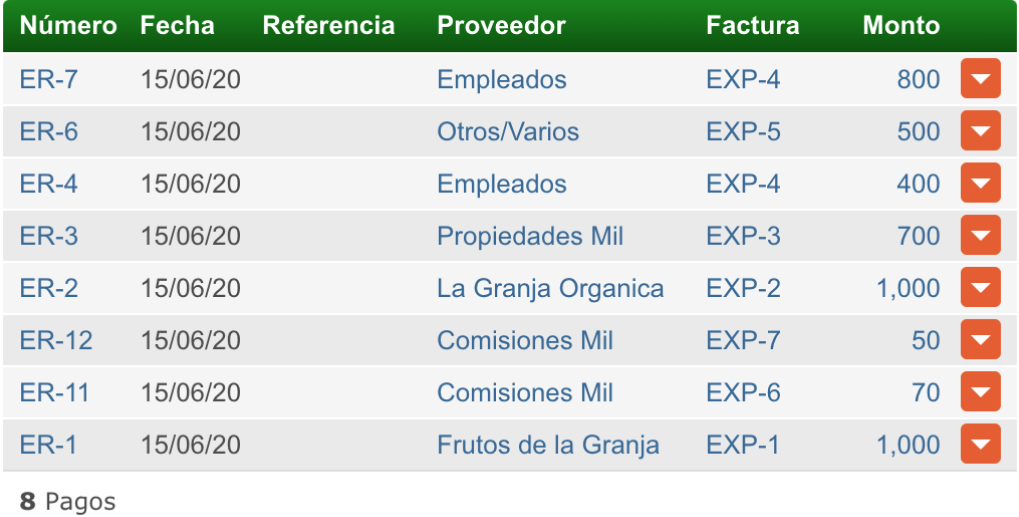 Número Fecha Referencia Proveedor Factura Monto
ER-7 15/06/20 Empleados EXP-4 800
ER-6 15/06/20 Otros/Varios EXP-5 500
ER-4 15/06/20 Empleados EXP-4 400
ER-3 15/06/20 Propiedades Mil EXP-3 700
ER-2 15/06/20 La Granja Organica EXP-2 1,000
ER-12 15/06/20 Comisiones Mil EXP-7 50
ER-11 15/06/20 Comisiones Mil EXP-6 70
ER-1 15/06/20 Frutos de la Granja EXP-1 1,000
8 Pagos